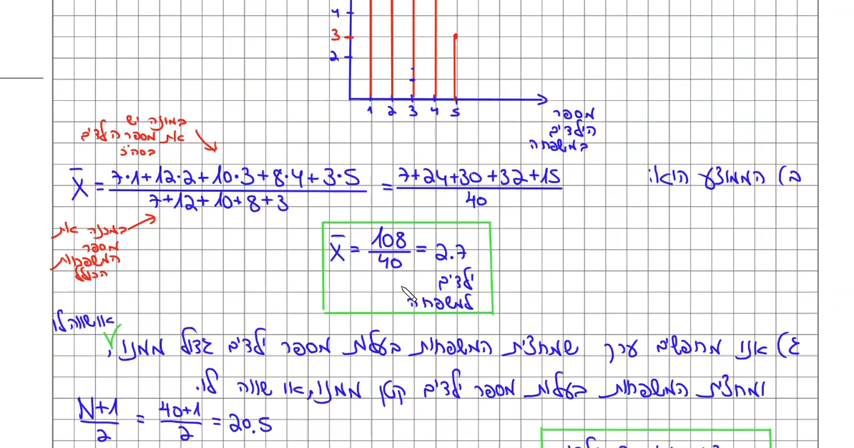 4
3
2
1 2 3 4 5
מספר
הילדים
במשפחה
במונה יש
את מספר הילדים
בסה"כ
ב) הממוצע הוא:
X̄ = 7·1+12·2+10·3+8·4+3·5 / 7+12+10+8+3 = 7+24+30+32+15 / 40
במכנה את
מספר
המשפחות
הכולל
X̄ = 108/40 = 2.7
ילדים
למשפחה
או שווה לו
ג) אנו מחפשים ערך שמחצית המשפחות בעלות מספר ילדים גדול ממנו,
ומחצית המשפחות בעלות מספר ילדים קטן ממנו, או שווה לו.
N+1/2 = 40+1/2 = 20.5